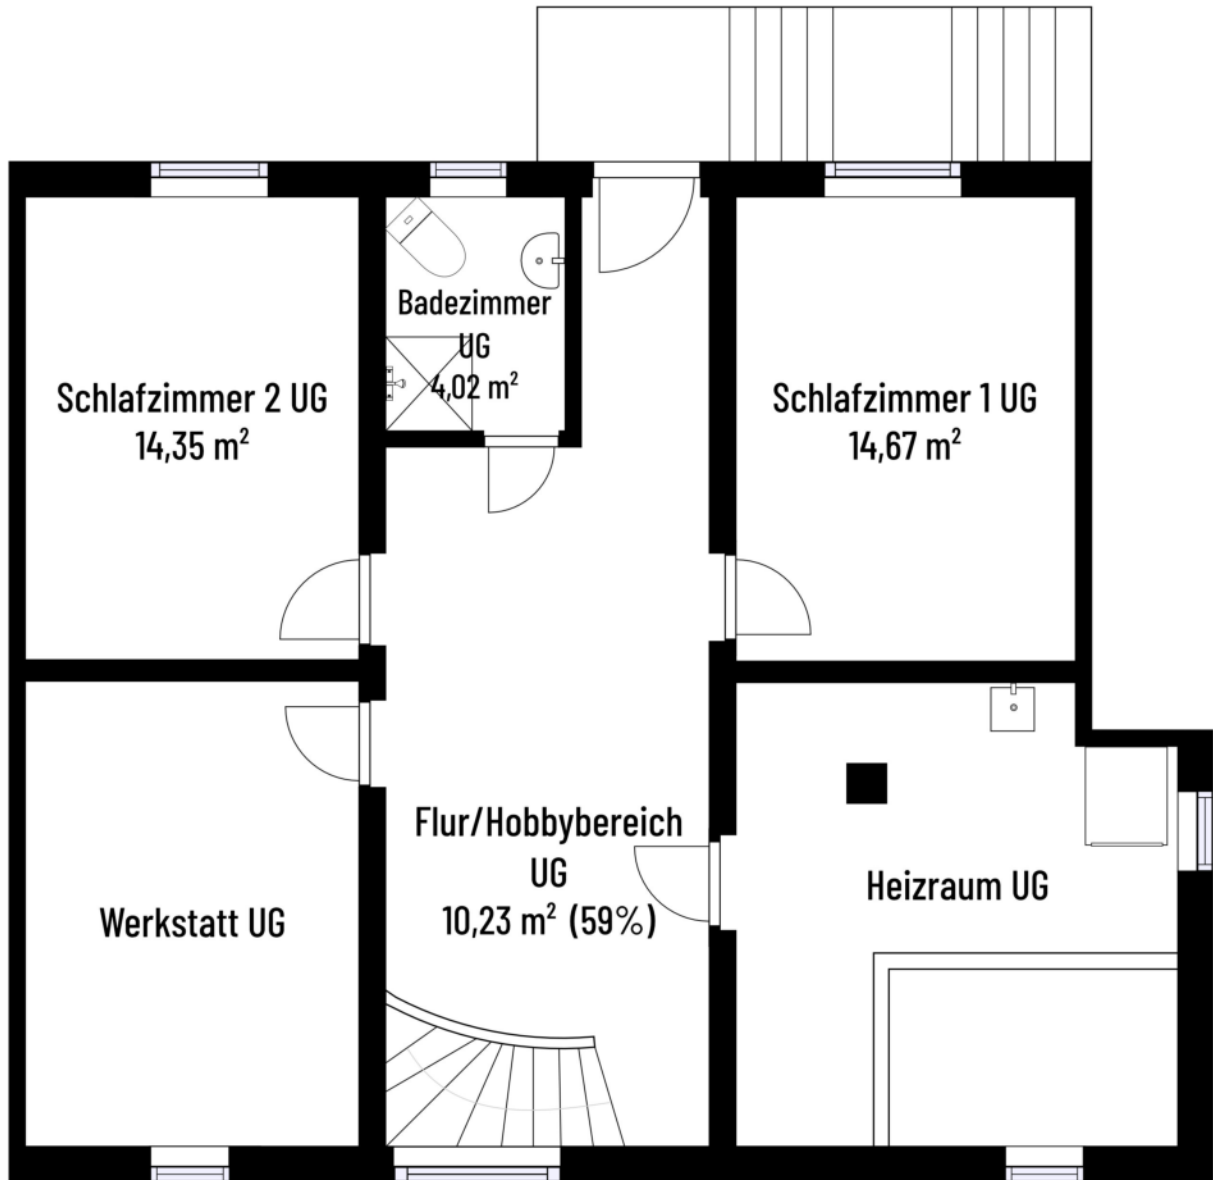 Badezimmer
UG
4,02 m²
Schlafzimmer 2 UG
14,35 m²
Schlafzimmer 1 UG
14,67 m²
Flur/Hobbybereich
UG
10,23 m² (59%)
Heizraum UG
Werkstatt UG